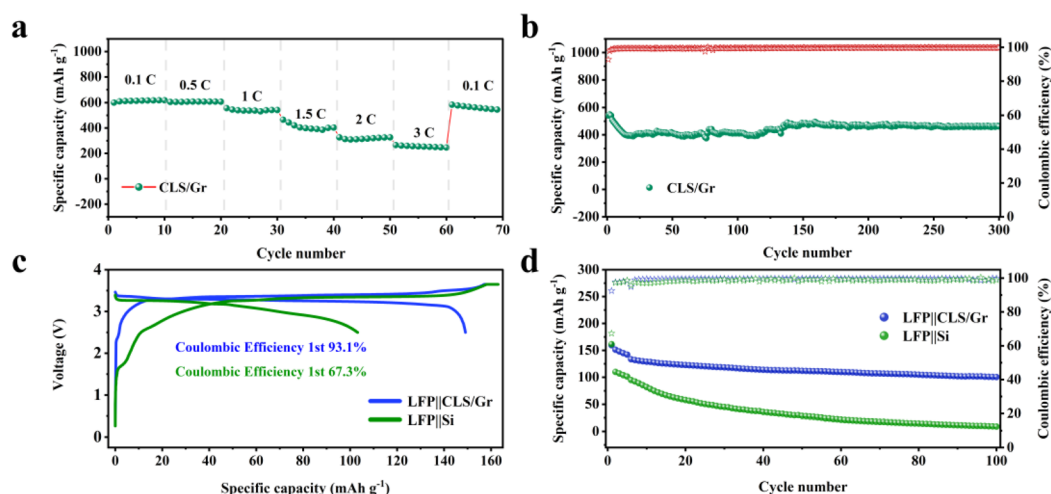 a
Specific capacity (mAh g-1)
1000
800
600
400
200
0
-200
0.1 C
0.5 C
1 C
1.5 C
2 C
3 C
0.1 C
CLS/Gr
0 10 20 30 40 50 60 70
Cycle number
b
Specific capacity (mAh g-1)
1000
800
600
400
200
0
-200
CLS/Gr
100
80
60
40
20
0
Coulombic efficiency (%)
0 25 50 75 100 125 150 175 200 225 250 275 300
Cycle number
c
Voltage (V)
4
3
2
1
0
Coulombic Efficiency 1st 93.1%
Coulombic Efficiency 1st 67.3%
LFP||CLS/Gr
LFP||Si
0 20 40 60 80 100 120 140 160
Specific capacity (mAh g-1)
d
Specific capacity (mAh g-1)
300
250
200
150
100
50
0
LFP||CLS/Gr
LFP||Si
100
80
60
40
20
0
Coulombic efficiency (%)
0 20 40 60 80 100
Cycle number